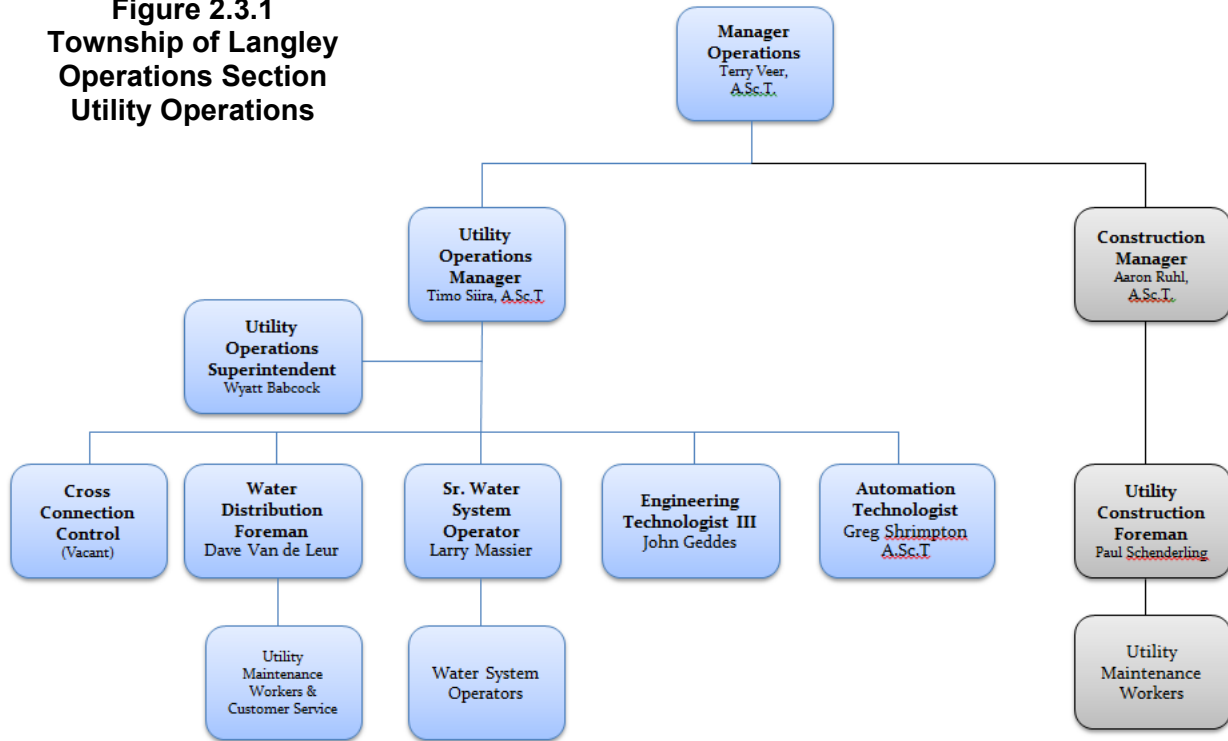 Figure 2.3.1
Township of Langley
Operations Section
Utility Operations
Manager
Operations
Terry Veer,
A.Sc.T.
Utility
Operations
Manager
Timo Siira, A.Sc.T
Construction
Manager
Aaron Ruhl,
A.Sc.T.
Utility
Operations
Superintendent
Wyatt Babcock
Cross
Connection
Control
(Vacant)
Water
Distribution
Foreman
Dave Van de Leur
Sr. Water
System
Operator
Larry Massier
Engineering
Technologist III
John Geddes
Automation
Technologist
Greg Shrimpton
A.Sc.T
Utility
Construction
Foreman
Paul Schenderling
Utility
Maintenance
Workers &
Customer Service
Water System
Operators
Utility
Maintenance
Workers